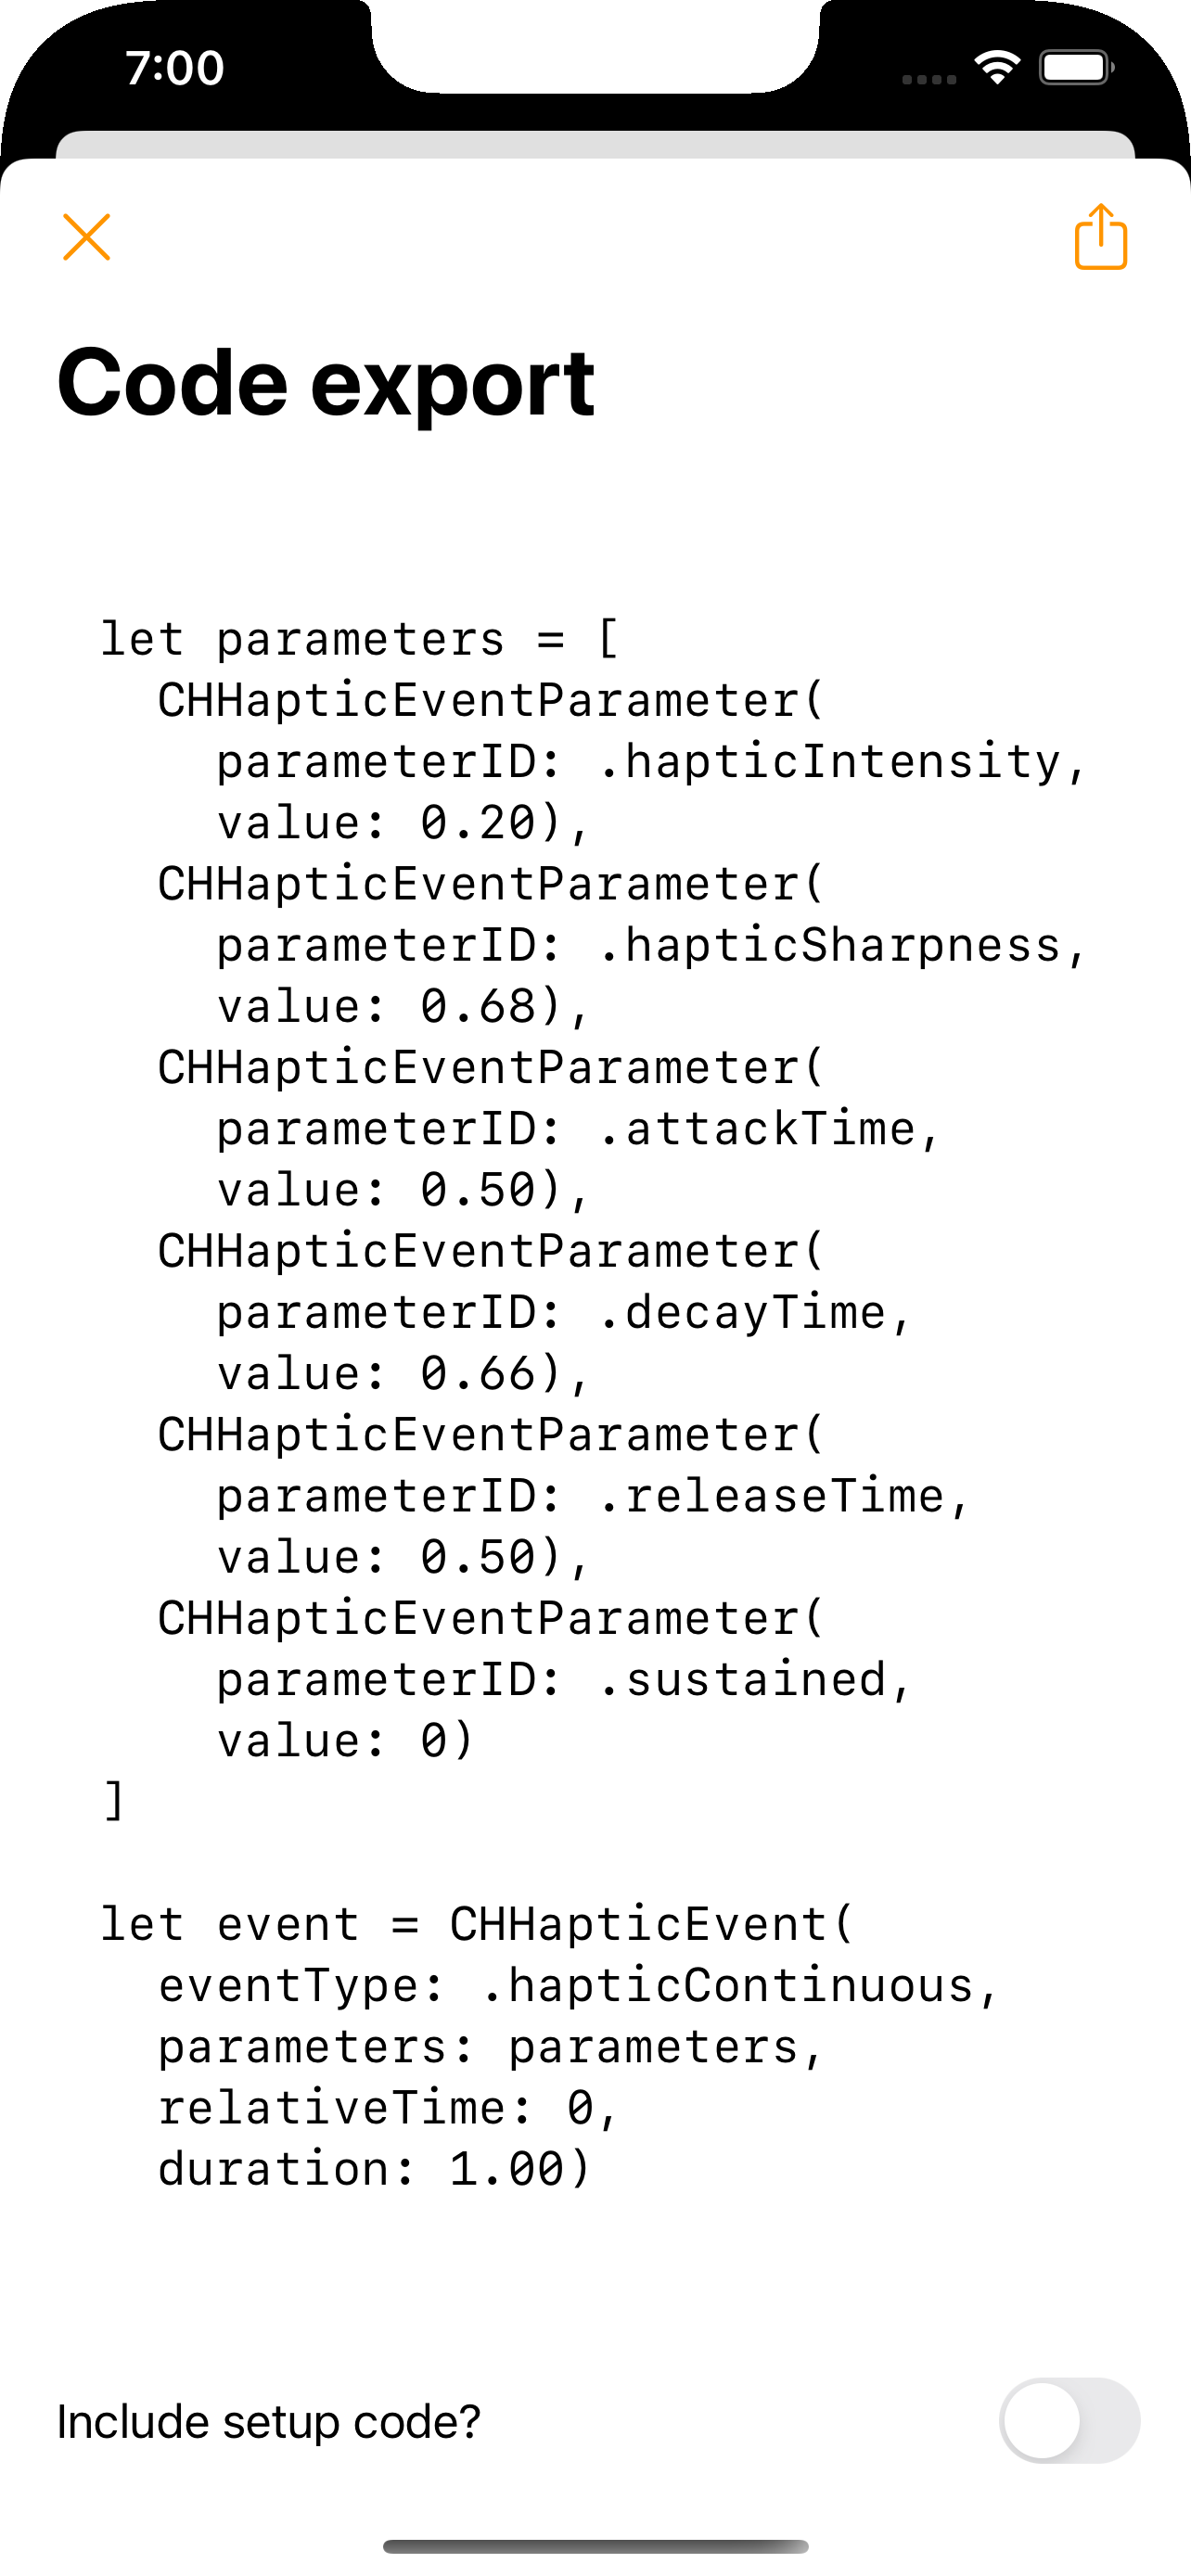 7:00
Code export
let parameters = [
  CHHapticEventParameter(
    parameterID: .hapticIntensity,
    value: 0.20),
  CHHapticEventParameter(
    parameterID: .hapticSharpness,
    value: 0.68),
  CHHapticEventParameter(
    parameterID: .attackTime,
    value: 0.50),
  CHHapticEventParameter(
    parameterID: .decayTime,
    value: 0.66),
  CHHapticEventParameter(
    parameterID: .releaseTime,
    value: 0.50),
  CHHapticEventParameter(
    parameterID: .sustained,
    value: 0)
]
let event = CHHapticEvent(
  eventType: .hapticContinuous,
  parameters: parameters,
  relativeTime: 0,
  duration: 1.00)
Include setup code?